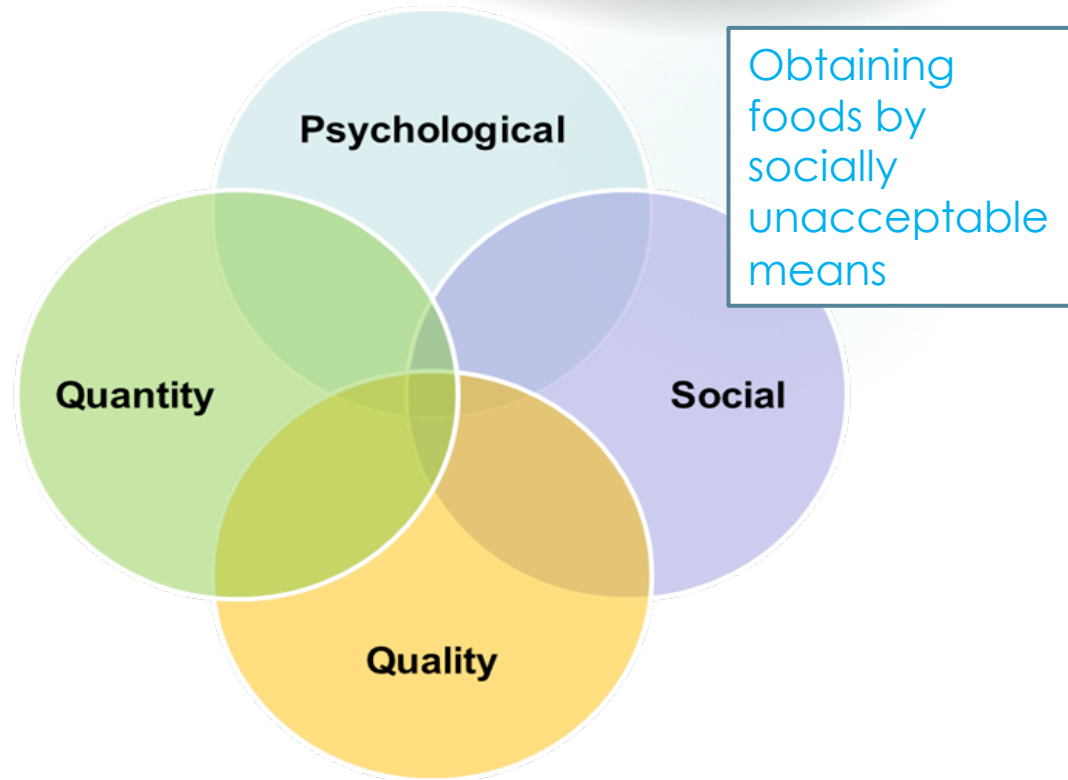 Psychological
Obtaining
foods by
socially
unacceptable
means
Quantity
Social
Quality